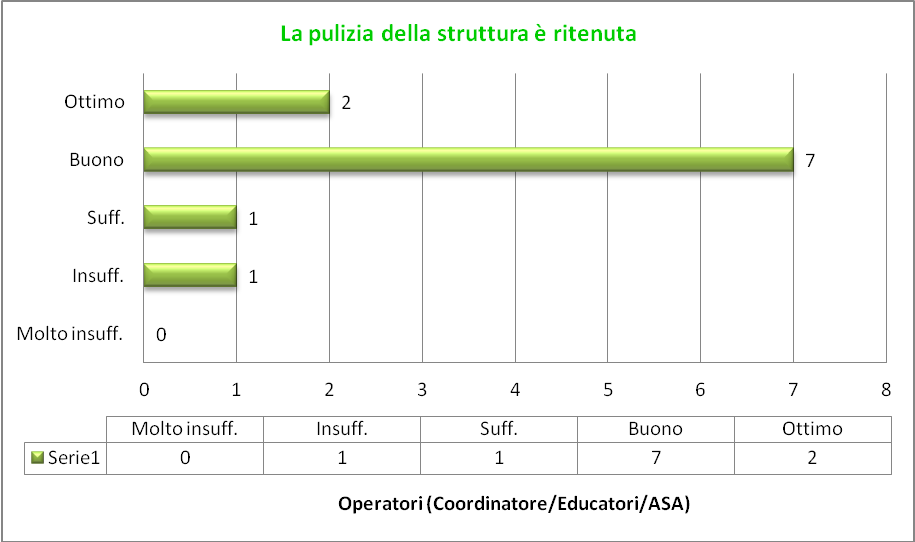 La pulizia della struttura è ritenuta
Ottimo 2
Buono 7
Suff. 1
Insuff. 1
Molto insuff. 0
0 1 2 3 4 5 6 7 8
Molto insuff. Insuff. Suff. Buono Ottimo
Serie1 0 1 1 7 2
Operatori (Coordinatore/Educatori/ASA)